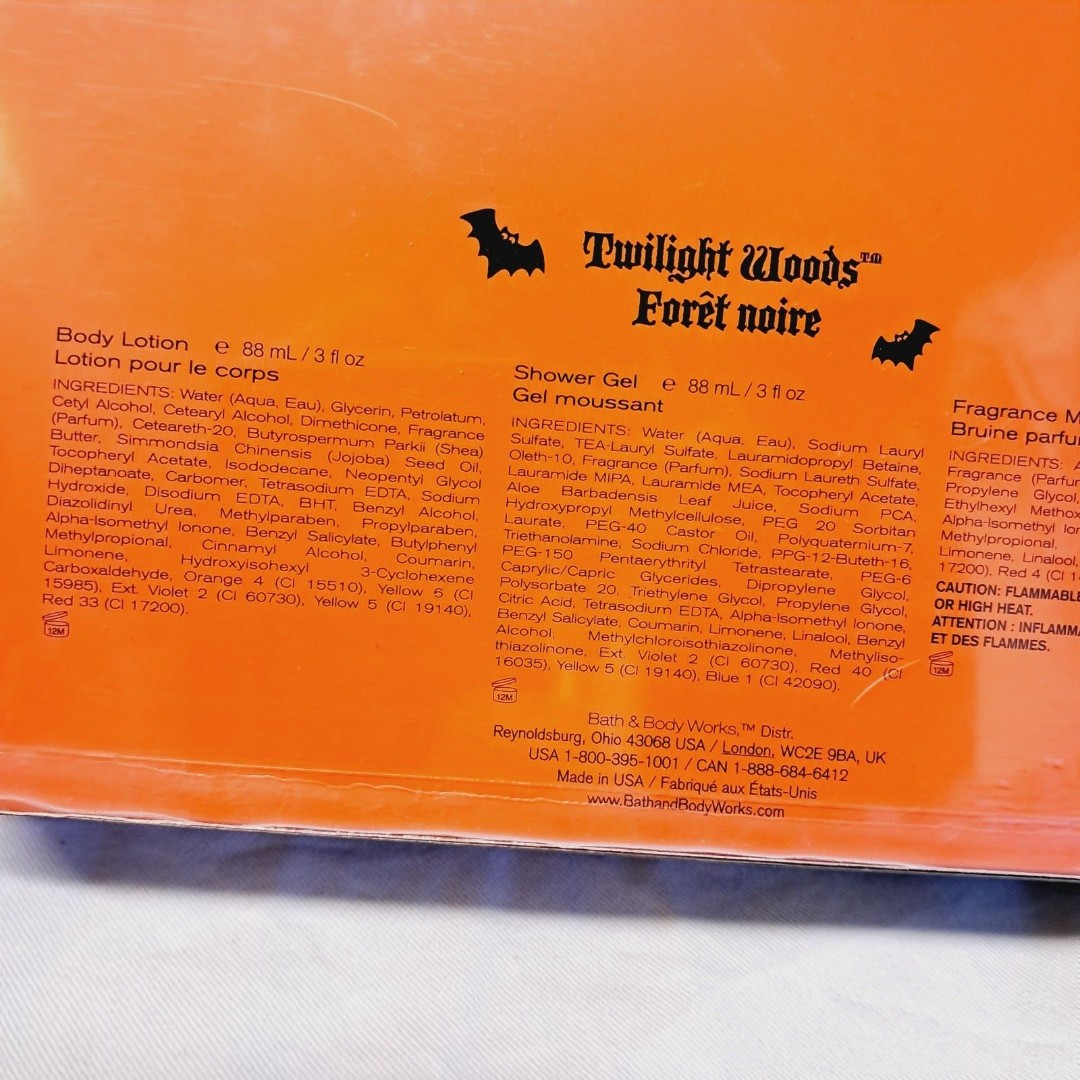 Twilight Woods™
Forêt noire
Body Lotion e 88 mL / 3 fl oz
Lotion pour le corps
INGREDIENTS: Water (Aqua, Eau), Glycerin, Petrolatum,
Cetyl Alcohol, Cetearyl Alcohol, Dimethicone, Fragrance
(Parfum), Ceteareth-20, Butyrospermum Parkii (Shea)
Butter, Simmondsia Chinensis (Jojoba) Seed Oil,
Tocopheryl Acetate, Isododecane, Neopentyl Glycol
Diheptanoate, Carbomer, Tetrasodium EDTA, Sodium
Hydroxide, Disodium EDTA, BHT, Benzyl Alcohol,
Diazolidinyl Urea, Methylparaben, Propylparaben,
Alpha-Isomethyl Ionone, Benzyl Salicylate, Butylphenyl
Methylpropional, Cinnamyl Alcohol, Coumarin,
Limonene, Hydroxyisohexyl 3-Cyclohexene
Carboxaldehyde, Orange 4 (CI 15510), Yellow 6 (CI
15985), Ext. Violet 2 (CI 60730), Yellow 5 (CI 19140),
Red 33 (CI 17200).
12M
Shower Gel e 88 mL / 3 fl oz
Gel moussant
INGREDIENTS: Water (Aqua, Eau), Sodium Lauryl
Sulfate, TEA-Lauryl Sulfate, Lauramidopropyl Betaine,
Oleth-10, Fragrance (Parfum), Sodium Laureth Sulfate,
Lauramide MIPA, Lauramide MEA, Tocopheryl Acetate,
Aloe Barbadensis Leaf Juice, Sodium PCA,
Hydroxypropyl Methylcellulose, PEG 20 Sorbitan
Laurate, PEG-40 Castor Oil, Polyquaternium-7,
Triethanolamine, Sodium Chloride, PPG-12-Buteth-16,
PEG-150 Pentaerythrityl Tetrastearate, PEG-6
Caprylic/Capric Glycerides, Dipropylene Glycol,
Polysorbate 20, Triethylene Glycol, Propylene Glycol,
Citric Acid, Tetrasodium EDTA, Alpha-Isomethyl Ionone,
Benzyl Salicylate, Coumarin, Limonene, Linalool, Benzyl
Alcohol, Methylchloroisothiazolinone, Methyliso-
thiazolinone, Ext. Violet 2 (CI 60730), Red 40 (CI
16035), Yellow 5 (CI 19140), Blue 1 (CI 42090).
12M
Fragrance M
Bruine parfu
INGREDIENTS: A
Fragrance (Parfu
Propylene Glycol,
Ethylhexyl Methox
Alpha-Isomethyl Ion
Methylpropional,
Limonene, Linalool,
17200), Red 4 (CI 1
CAUTION: FLAMMABLE
OR HIGH HEAT.
ATTENTION : INFLAMMA
ET DES FLAMMES.
12M
Bath & Body Works,™ Distr.
Reynoldsburg, Ohio 43068 USA / London, WC2E 9BA, UK
USA 1-800-395-1001 / CAN 1-888-684-6412
Made in USA / Fabriqué aux États-Unis
www.BathandBodyWorks.com